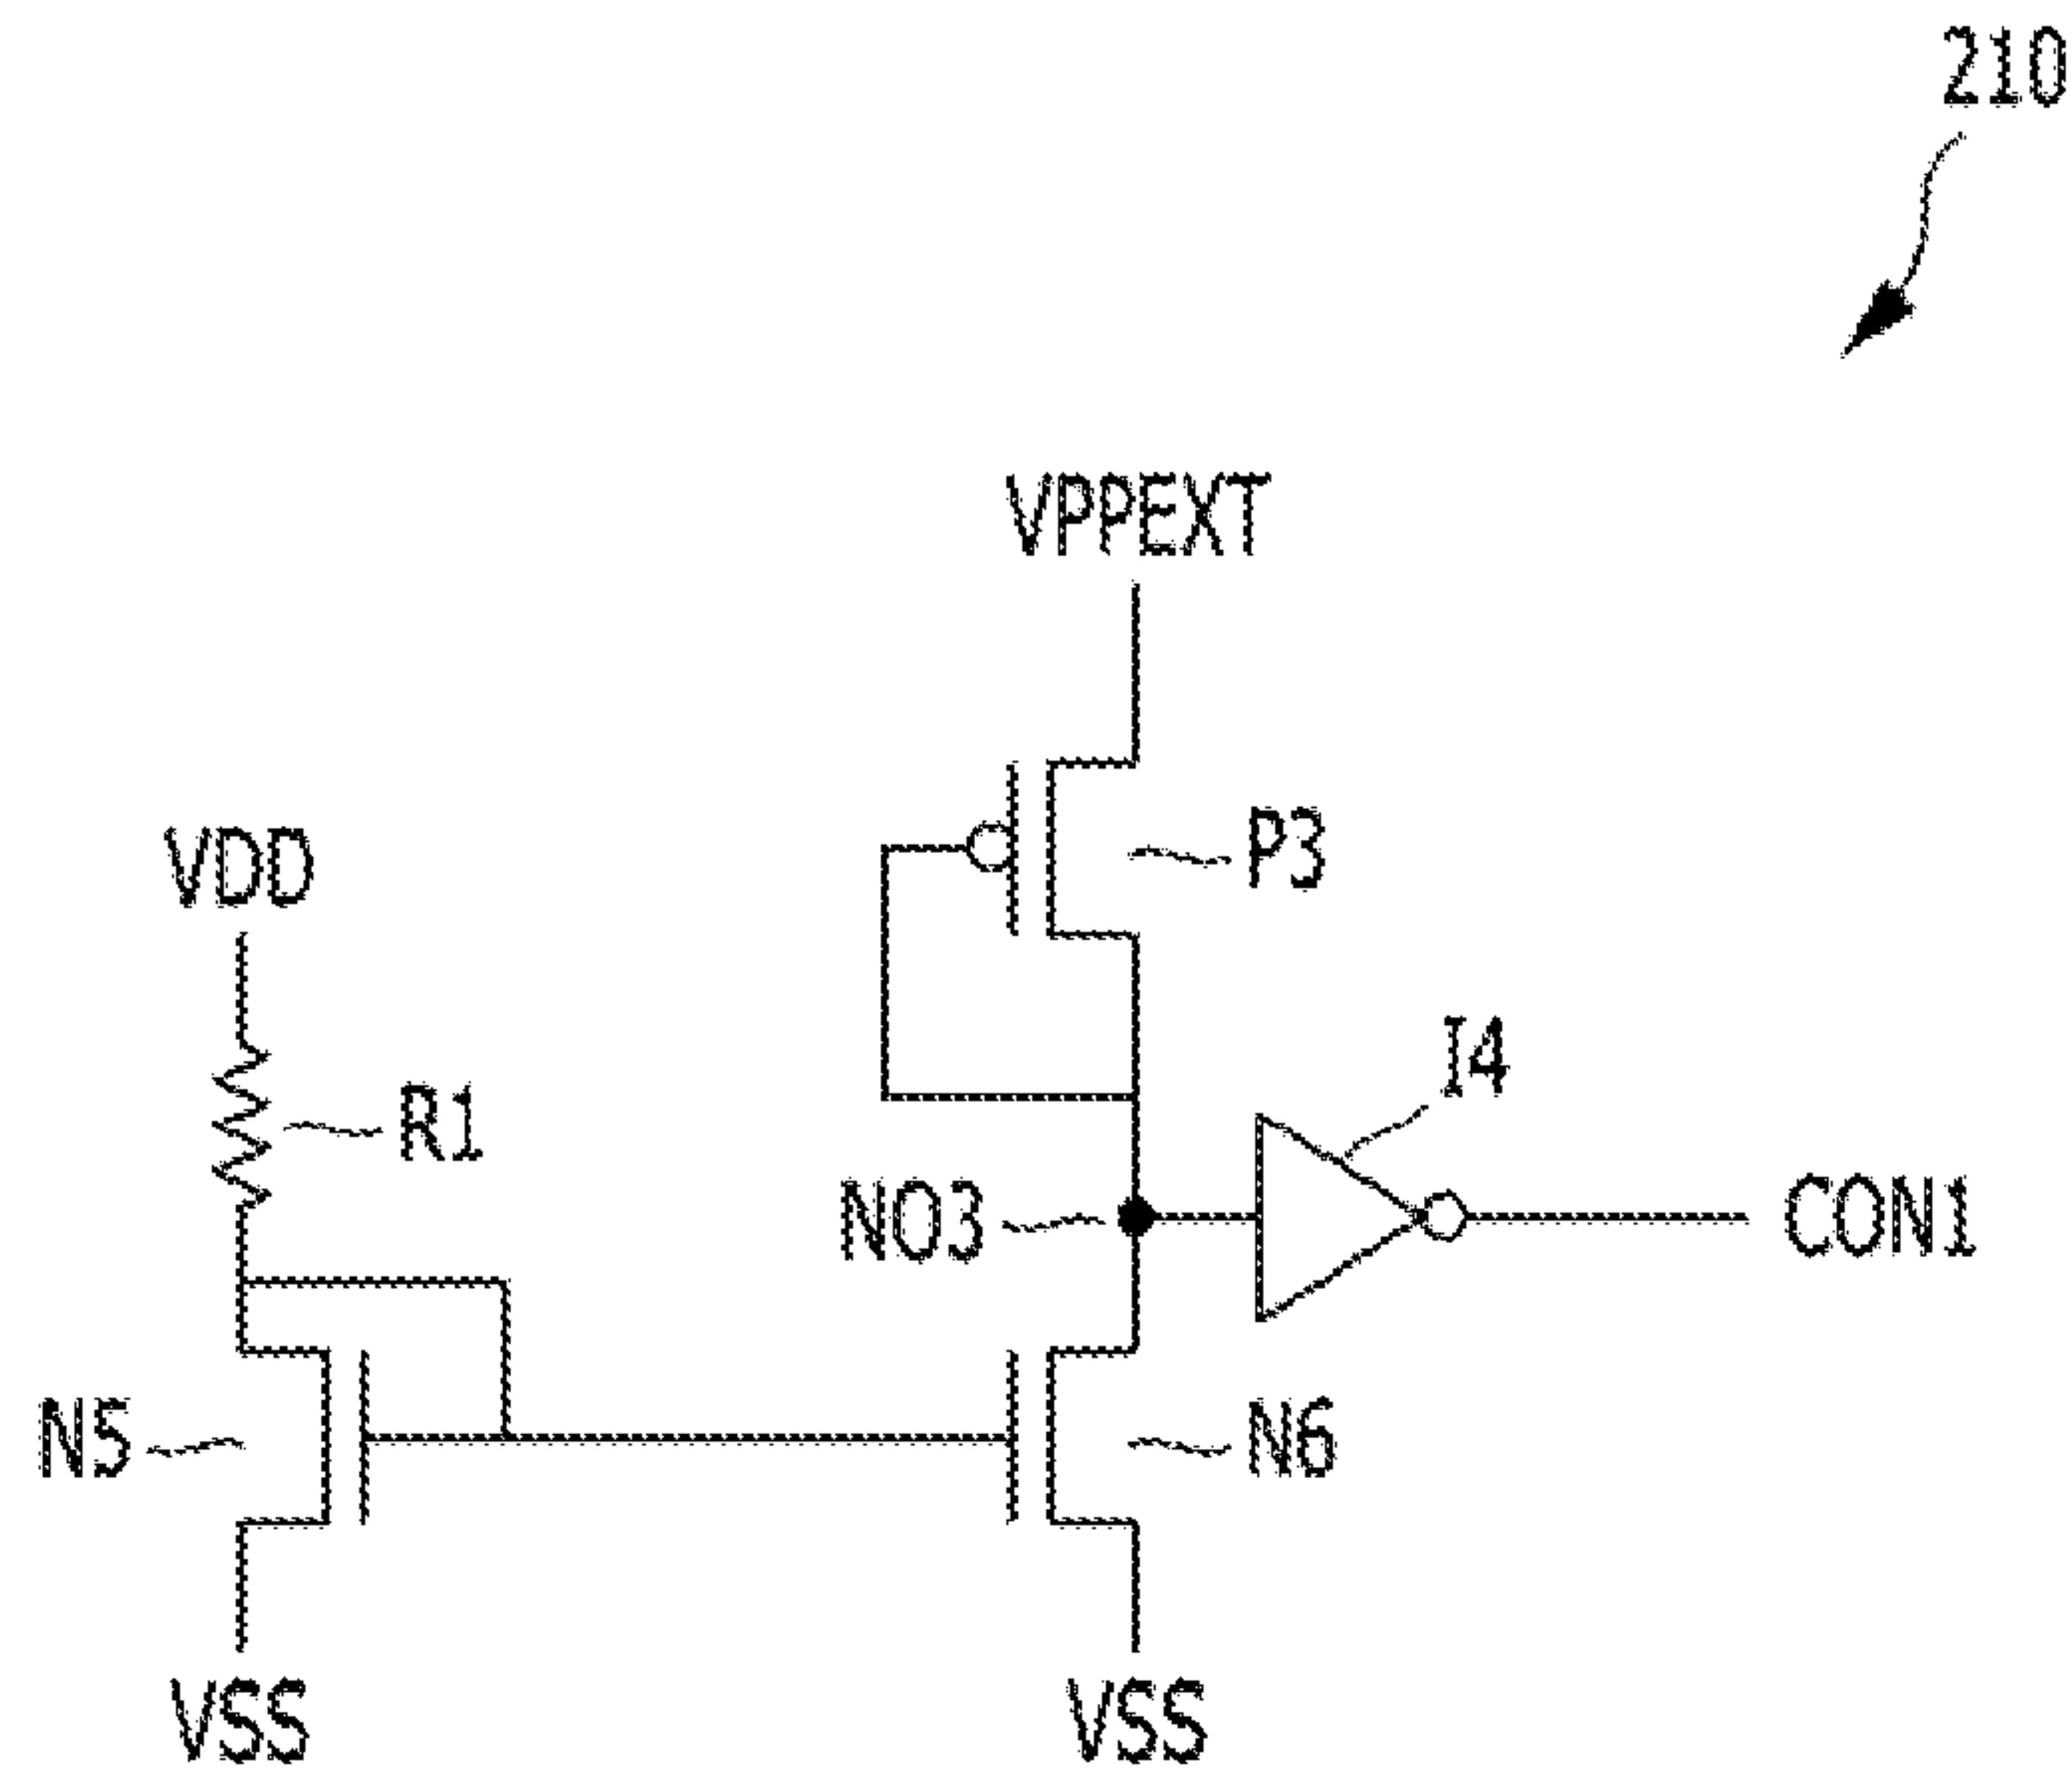 210
VPPEXT
VDD
P3
I4
R1
NO3
CON1
N5
N6
VSS
VSS